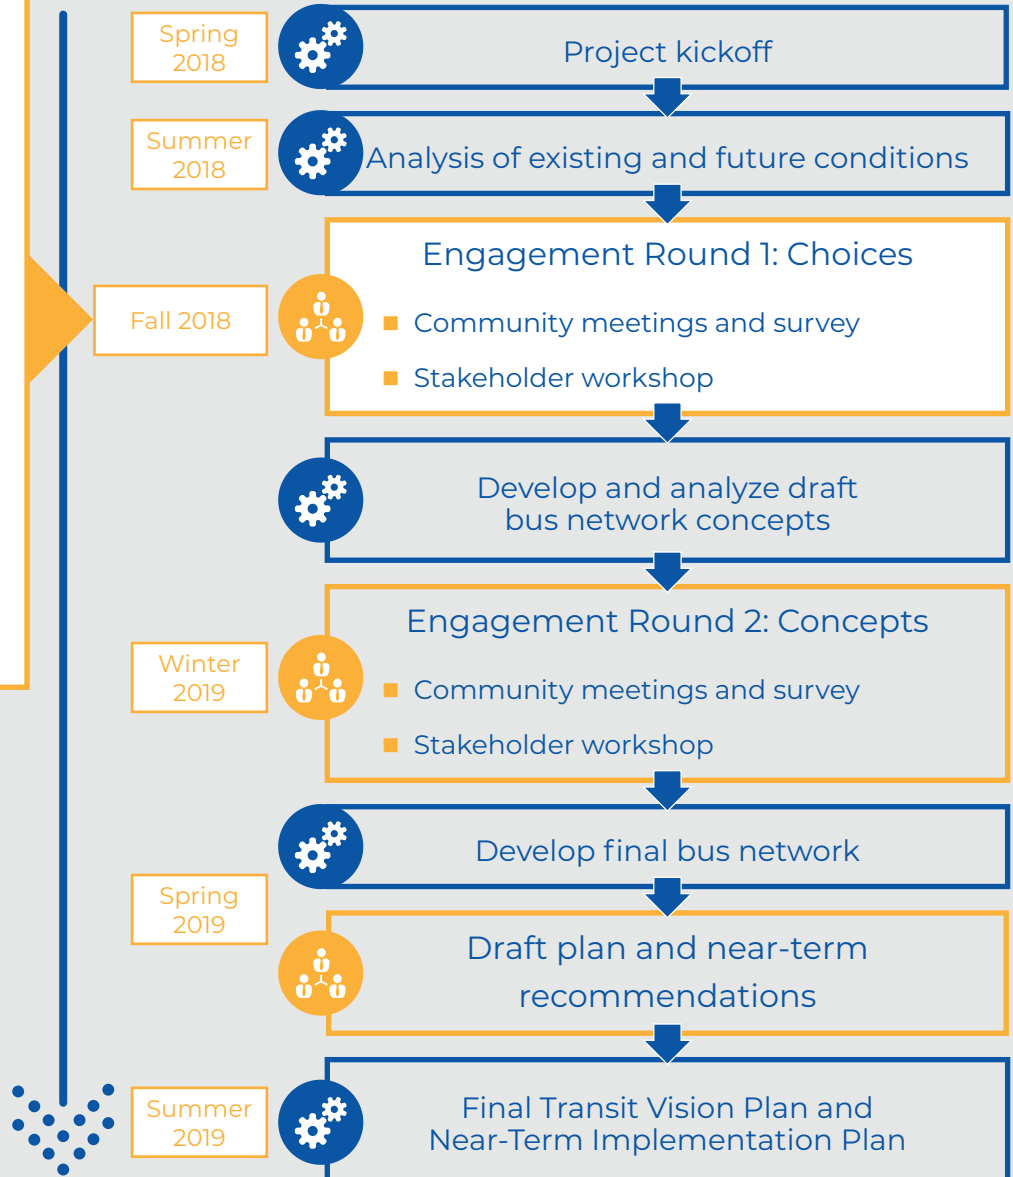 Spring
2018
Project kickoff
Summer
2018
Analysis of existing and future conditions
Fall 2018
Engagement Round 1: Choices
Community meetings and survey
Stakeholder workshop
Develop and analyze draft
bus network concepts
Winter
2019
Engagement Round 2: Concepts
Community meetings and survey
Stakeholder workshop
Spring
2019
Develop final bus network
Draft plan and near-term
recommendations
Summer
2019
Final Transit Vision Plan and
Near-Term Implementation Plan